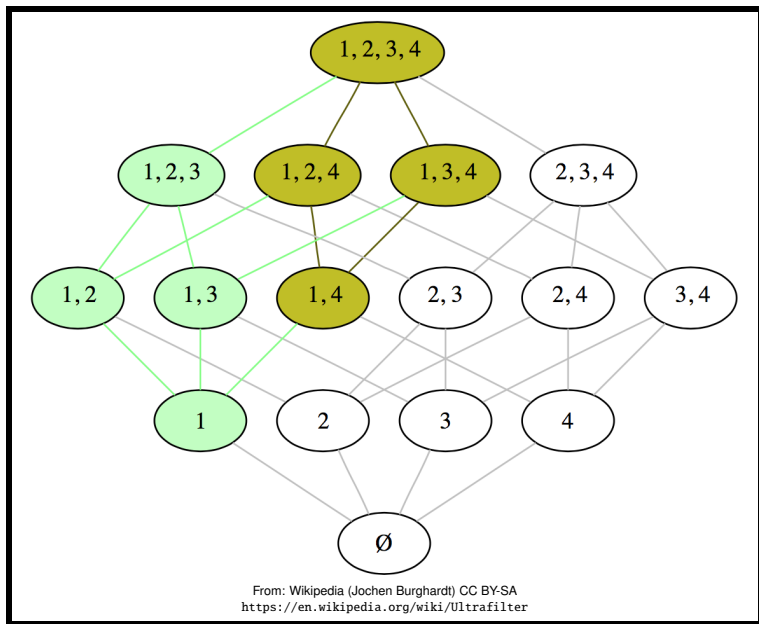 1, 2, 3, 4
1, 2, 3
1, 2, 4
1, 3, 4
2, 3, 4
1, 2
1, 3
1, 4
2, 3
2, 4
3, 4
1
2
3
4
Ø
From: Wikipedia (Jochen Burghardt) CC BY-SA
https://en.wikipedia.org/wiki/Ultrafilter